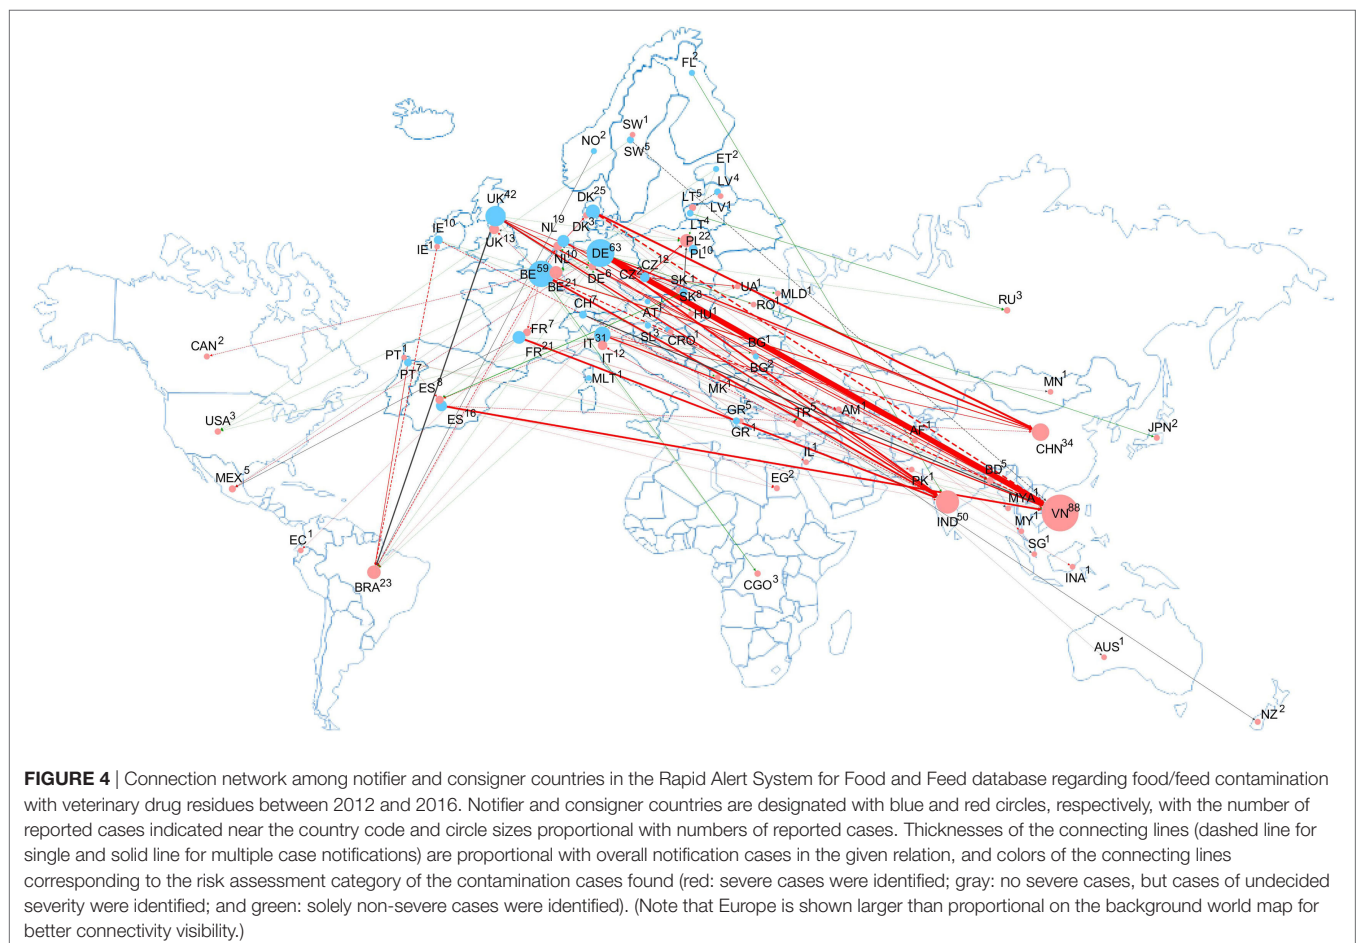 FL2
SW1
NO2
SW5
ET2
LV4
LT5
LV1
UK42
DK25
IE10
NL19
DK3
LT4
UK13
PL22
IE1
DE63
PL10
NL10
CZ12
BE59
DE6
CZ2
SK1
BE21
UA1
MLD1
SK8
RO1
RU3
CH7
AT1
HU1
FR7
IT31
SL3
CRO1
CAN2
PT1
FR21
IT12
BG1
PT7
BG2
MLT1
MK1
MN1
ES8
USA3
ES16
GR5
TR5
AM1
GR1
AF1
CHN34
JPN2
IL1
MEX5
EG2
PK1
BD5
MYA1
VN88
IND50
MY1
EC1
SG1
INA1
BRA23
CGO3
AUS1
NZ2
FIGURE 4 | Connection network among notifier and consigner countries in the Rapid Alert System for Food and Feed database regarding food/feed contamination
with veterinary drug residues between 2012 and 2016. Notifier and consigner countries are designated with blue and red circles, respectively, with the number of
reported cases indicated near the country code and circle sizes proportional with numbers of reported cases. Thicknesses of the connecting lines (dashed line for
single and solid line for multiple case notifications) are proportional with overall notification cases in the given relation, and colors of the connecting lines
corresponding to the risk assessment category of the contamination cases found (red: severe cases were identified; gray: no severe cases, but cases of undecided
severity were identified; and green: solely non-severe cases were identified). (Note that Europe is shown larger than proportional on the background world map for
better connectivity visibility.)